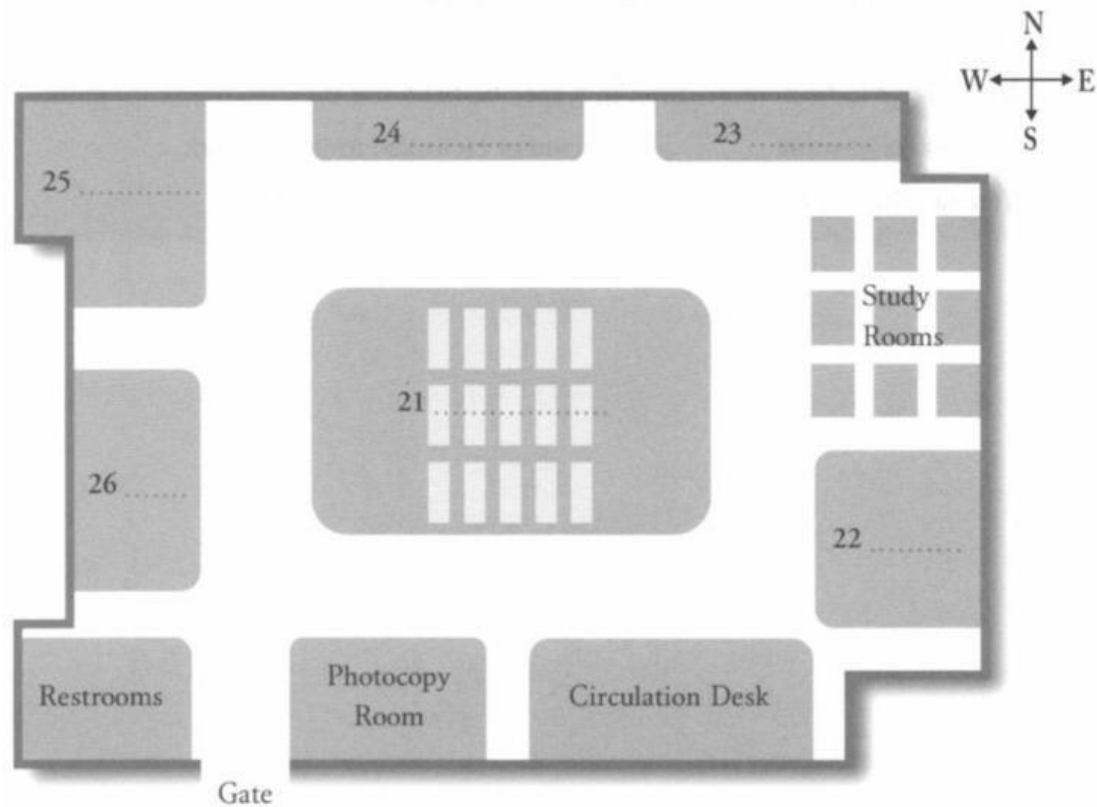 N
W E
S
24 .................. 23 ..................
25 ..................
Study
Rooms
21 ..........................
26 .........
22 ..............
Restrooms
Photocopy
Room
Circulation Desk
Gate